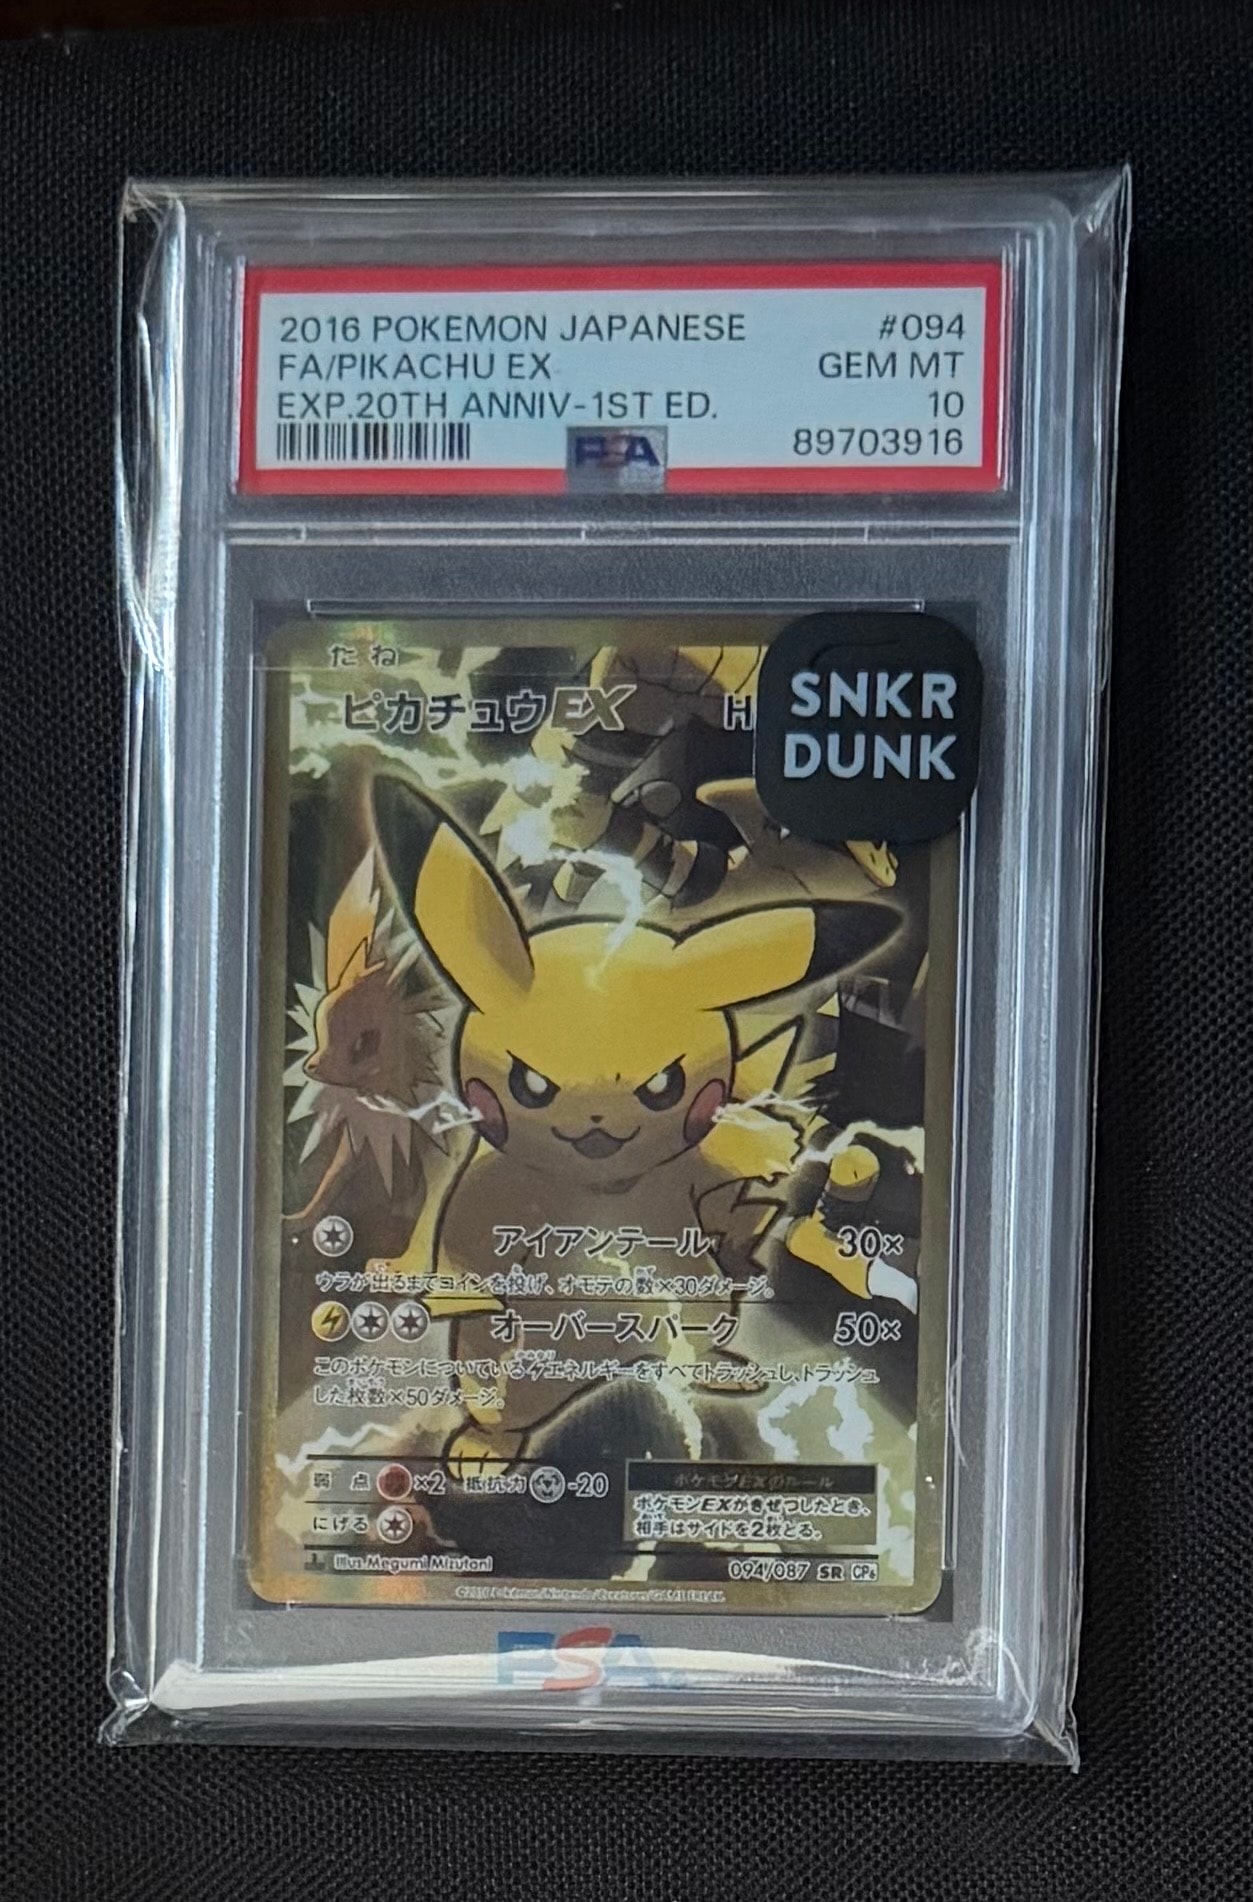 2016 POKEMON JAPANESE #094
FA/PIKACHU EX GEM MT
EXP.20TH ANNIV-1ST ED. 10
89703916
PSA
たね
ピカチュウEX H
SNKR
DUNK
アイアンテール 30×
ウラが出るまでコインを投げ、オモテの数×30ダメージ。
オーバースパーク 50×
このポケモンについているエネルギーをすべてトラッシュし、トラッシュ
した枚数×50ダメージ。
弱点 ×2 抵抗力 -20
ポケモンEXのルール
ポケモンEXがきぜつしたとき、
相手はサイドを2枚とる。
にげる
Illus.Megumi Mizutani
094/087 SR CP6
PSA